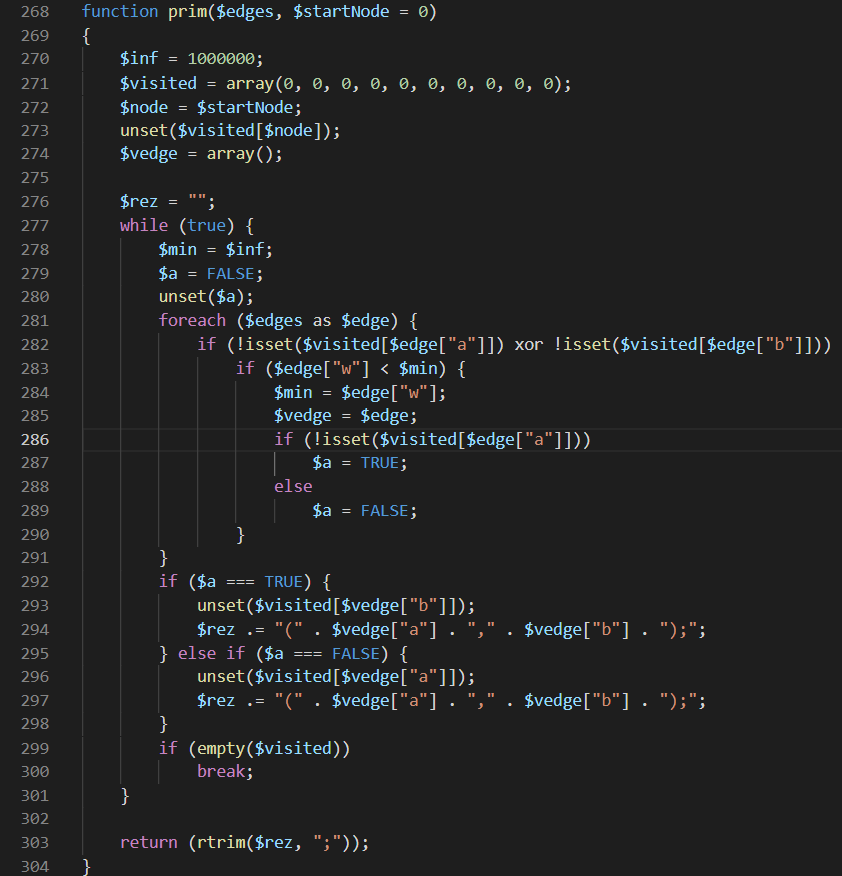 268 function prim($edges, $startNode = 0)
269 {
270     $inf = 1000000;
271     $visited = array(0, 0, 0, 0, 0, 0, 0, 0, 0, 0);
272     $node = $startNode;
273     unset($visited[$node]);
274     $vedge = array();
275
276     $rez = "";
277     while (true) {
278         $min = $inf;
279         $a = FALSE;
280         unset($a);
281         foreach ($edges as $edge) {
282             if (!isset($visited[$edge["a"]]) xor !isset($visited[$edge["b"]]))
283                 if ($edge["w"] < $min) {
284                     $min = $edge["w"];
285                     $vedge = $edge;
286                     if (!isset($visited[$edge["a"]]))
287                         $a = TRUE;
288                     else
289                         $a = FALSE;
290                 }
291         }
292         if ($a === TRUE) {
293             unset($visited[$vedge["b"]]);
294             $rez .= "(" . $vedge["a"] . "," . $vedge["b"] . ");";
295         } else if ($a === FALSE) {
296             unset($visited[$vedge["a"]]);
297             $rez .= "(" . $vedge["a"] . "," . $vedge["b"] . ");";
298         }
299         if (empty($visited))
300             break;
301     }
302
303     return (rtrim($rez, ";"));
304 }